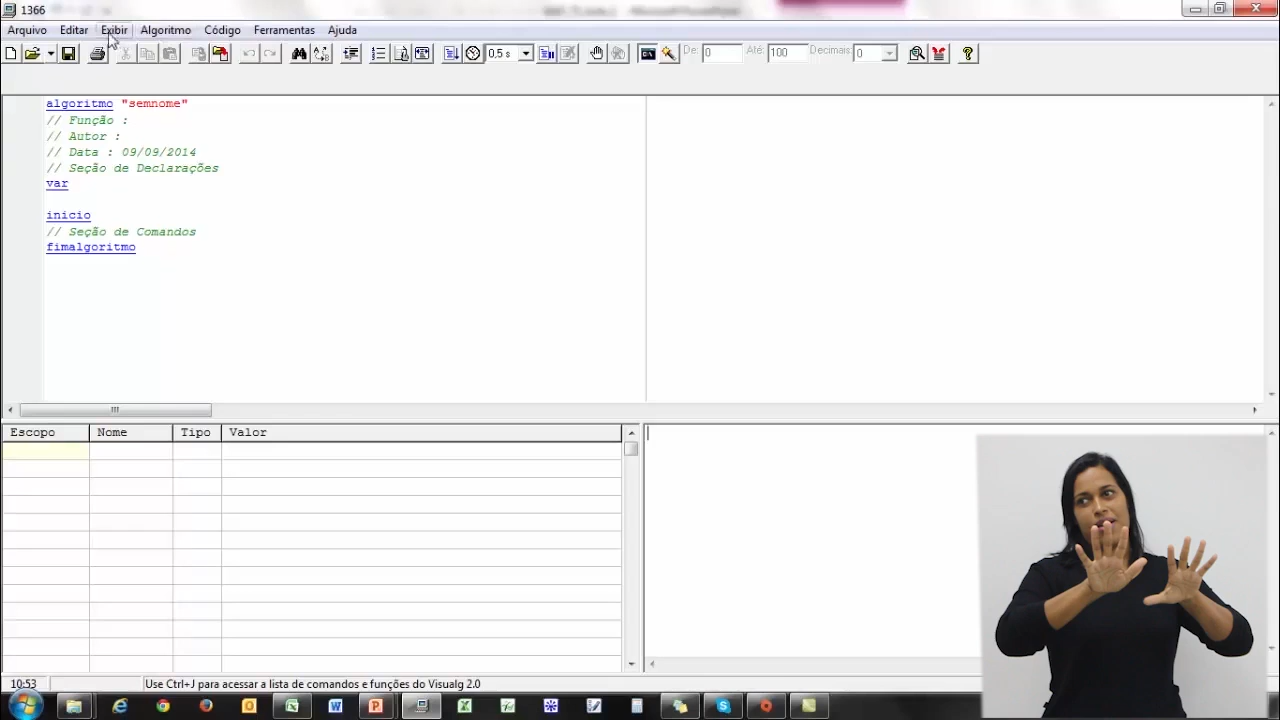 1366
Arquivo Editar Exibir Algoritmo Código Ferramentas Ajuda
0,5 s De: 0 Até: 100 Decimais: 0
algoritmo "semnome"
// Função :
// Autor :
// Data : 09/09/2014
// Seção de Declarações
var
inicio
// Seção de Comandos
fimalgoritmo
Escopo Nome Tipo Valor
10:53 Use Ctrl+J para acessar a lista de comandos e funções do Visualg 2.0